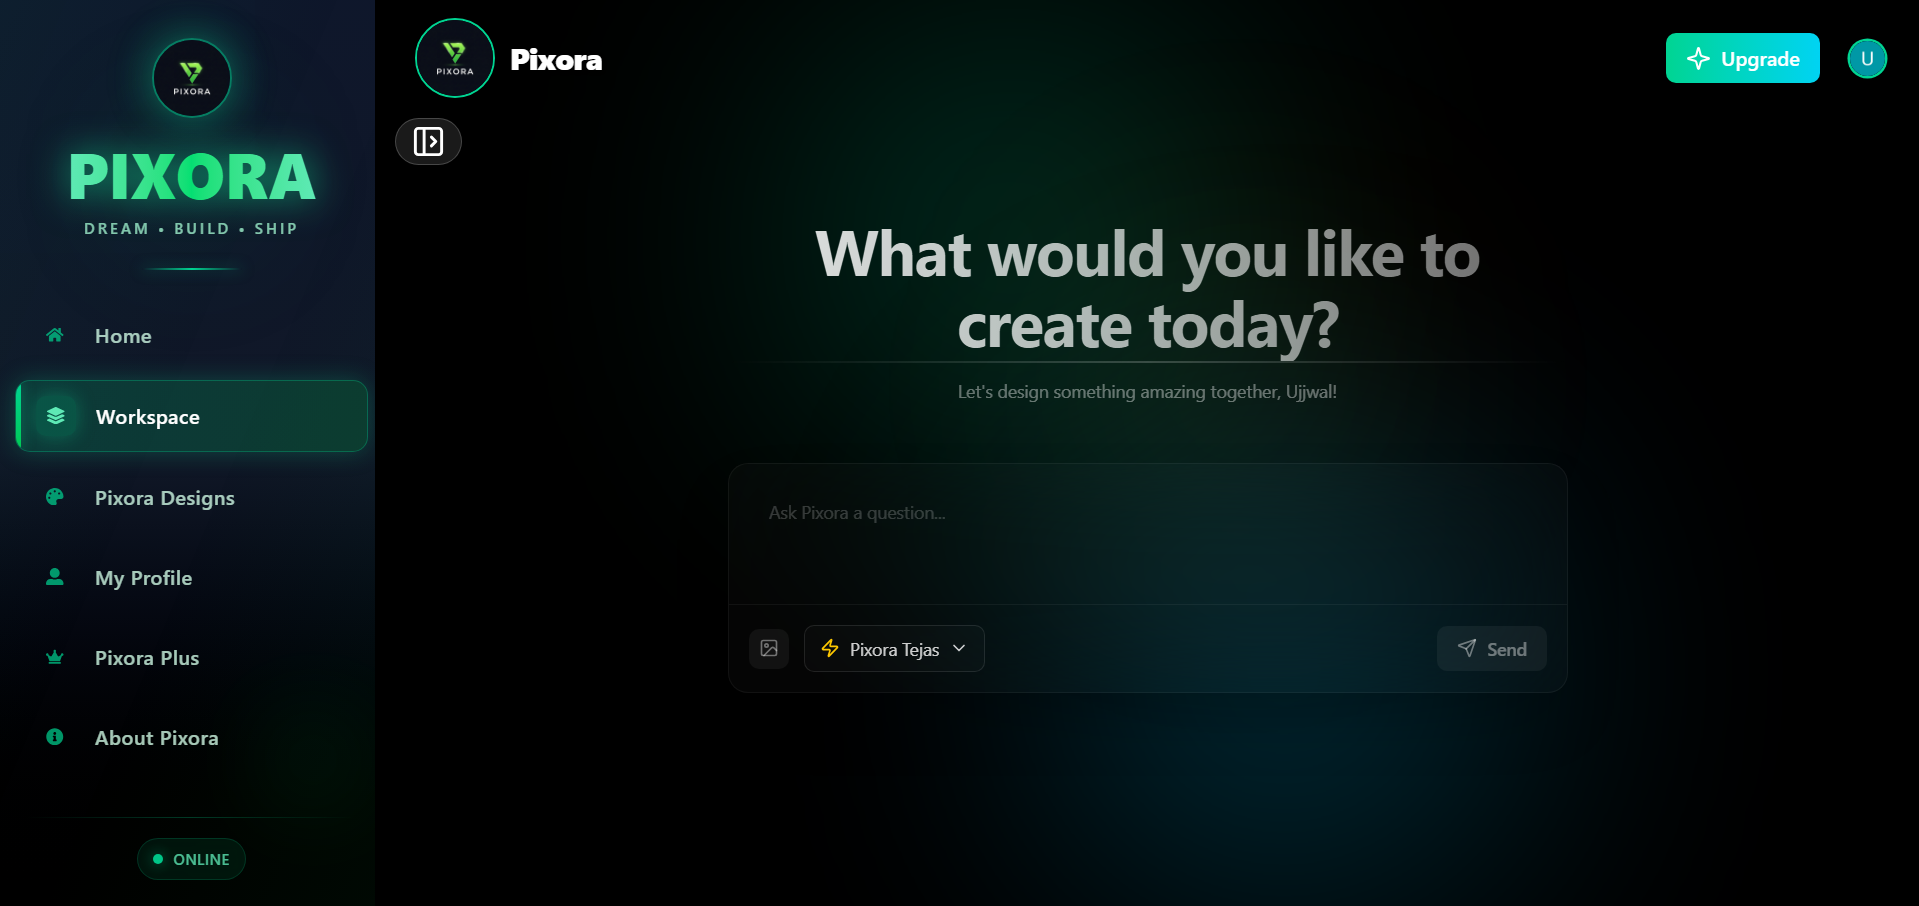 PIXORA
PIXORA
DREAM • BUILD • SHIP
Home
Workspace
Pixora Designs
My Profile
Pixora Plus
About Pixora
ONLINE
PIXORA
Pixora
Upgrade
U
What would you like to
create today?
Let's design something amazing together, Ujjwal!
Ask Pixora a question...
Pixora Tejas
Send